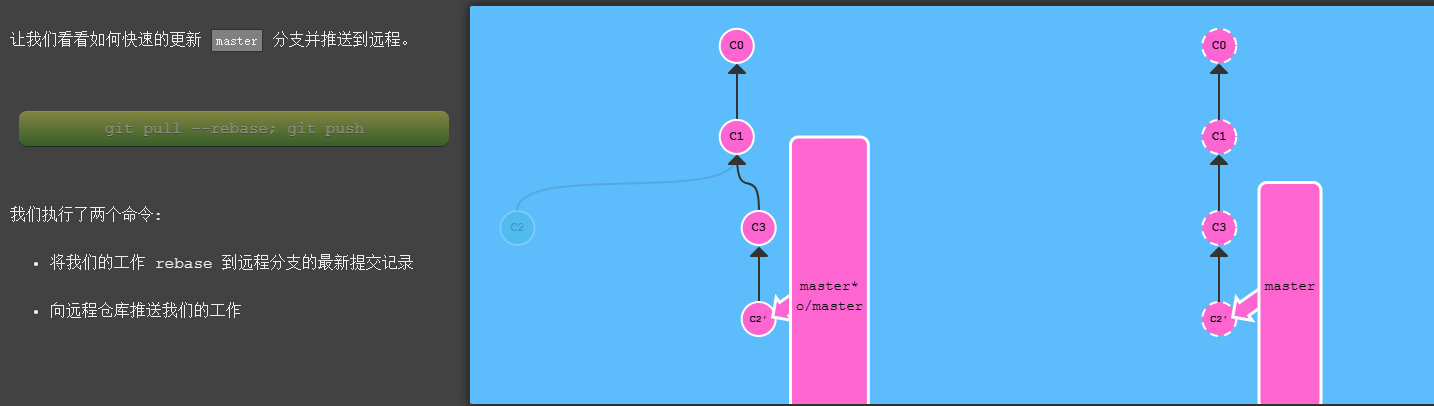 让我们看看如何快速的更新 master 分支并推送到远程。
git pull --rebase; git push
我们执行了两个命令:
• 将我们的工作 rebase 到远程分支的最新提交记录
• 向远程仓库推送我们的工作
C0
C1
C2
C3
C2'
master*
o/master
C0
C1
C3
C2'
master